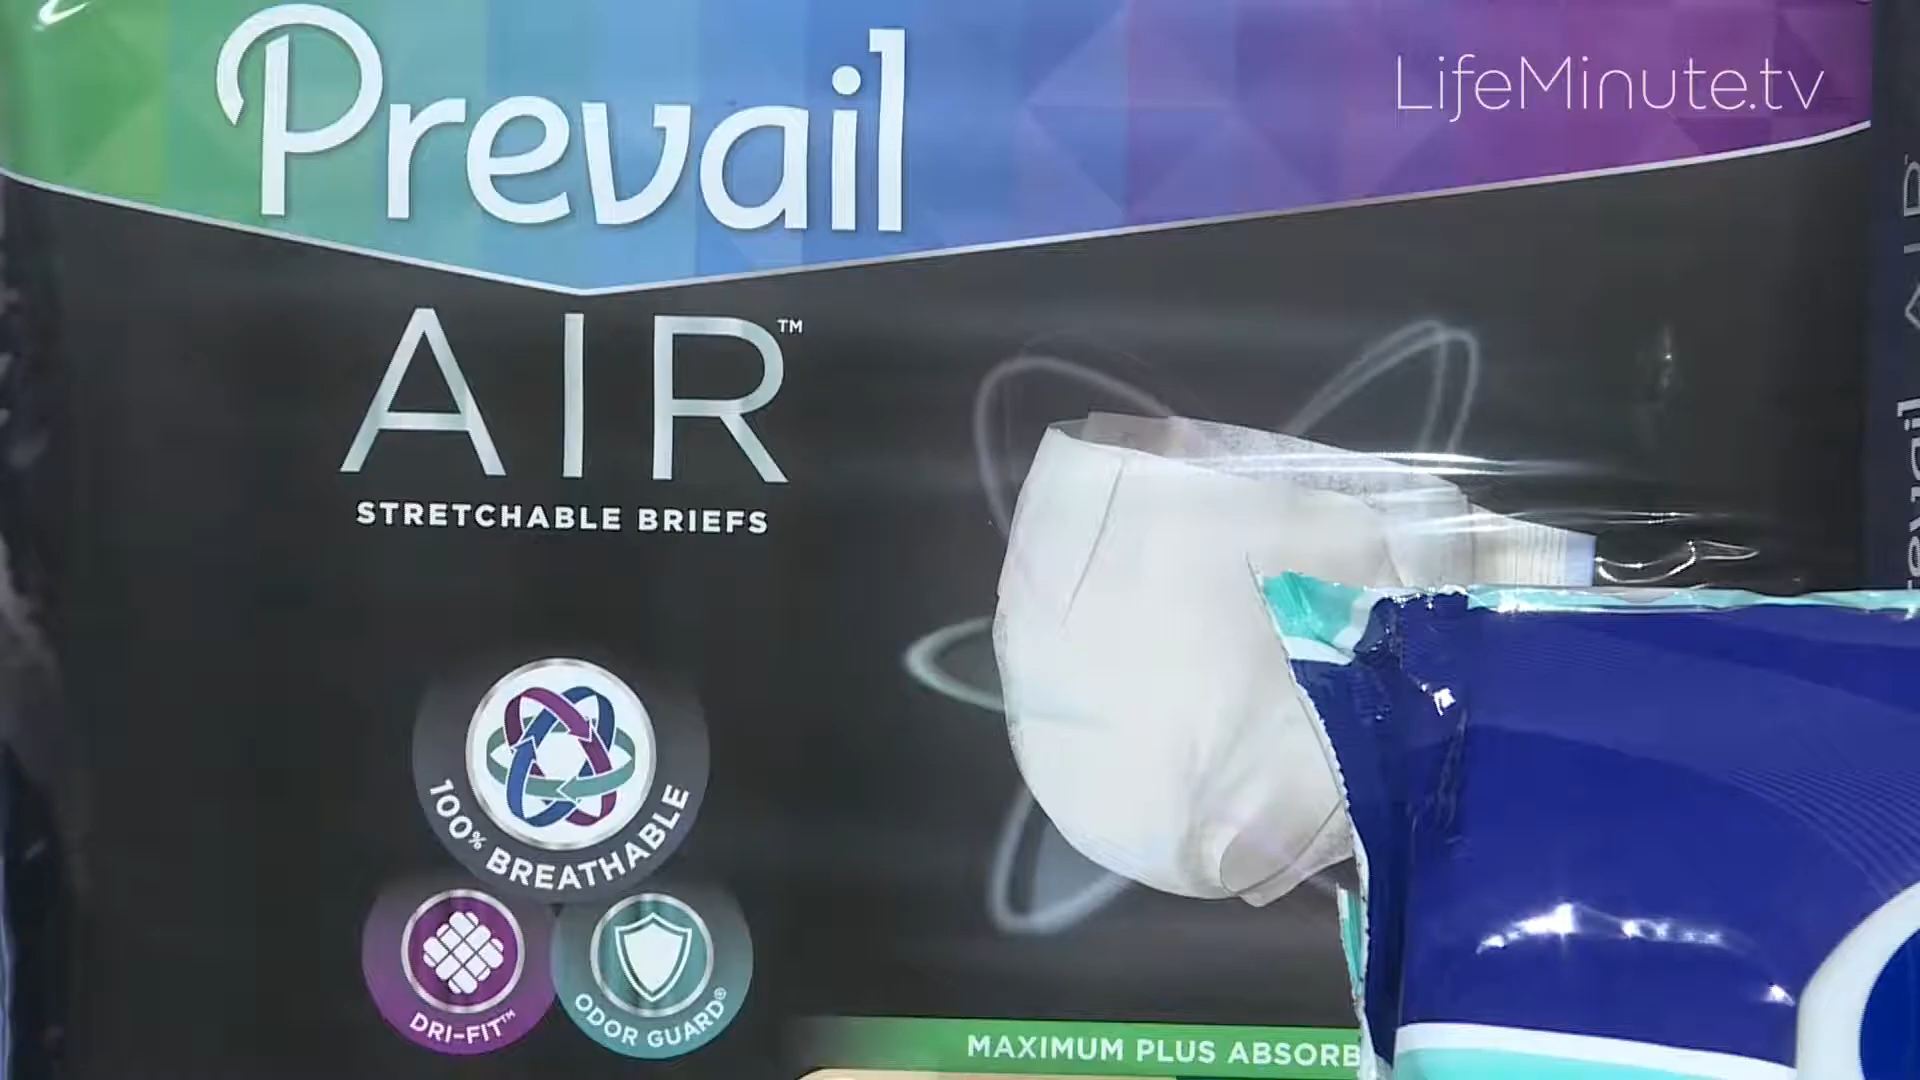 LifeMinute.tv
Prevail
AIR™
STRETCHABLE BRIEFS
100% BREATHABLE
DRI-FIT™
ODOR GUARD®
MAXIMUM PLUS ABSORB